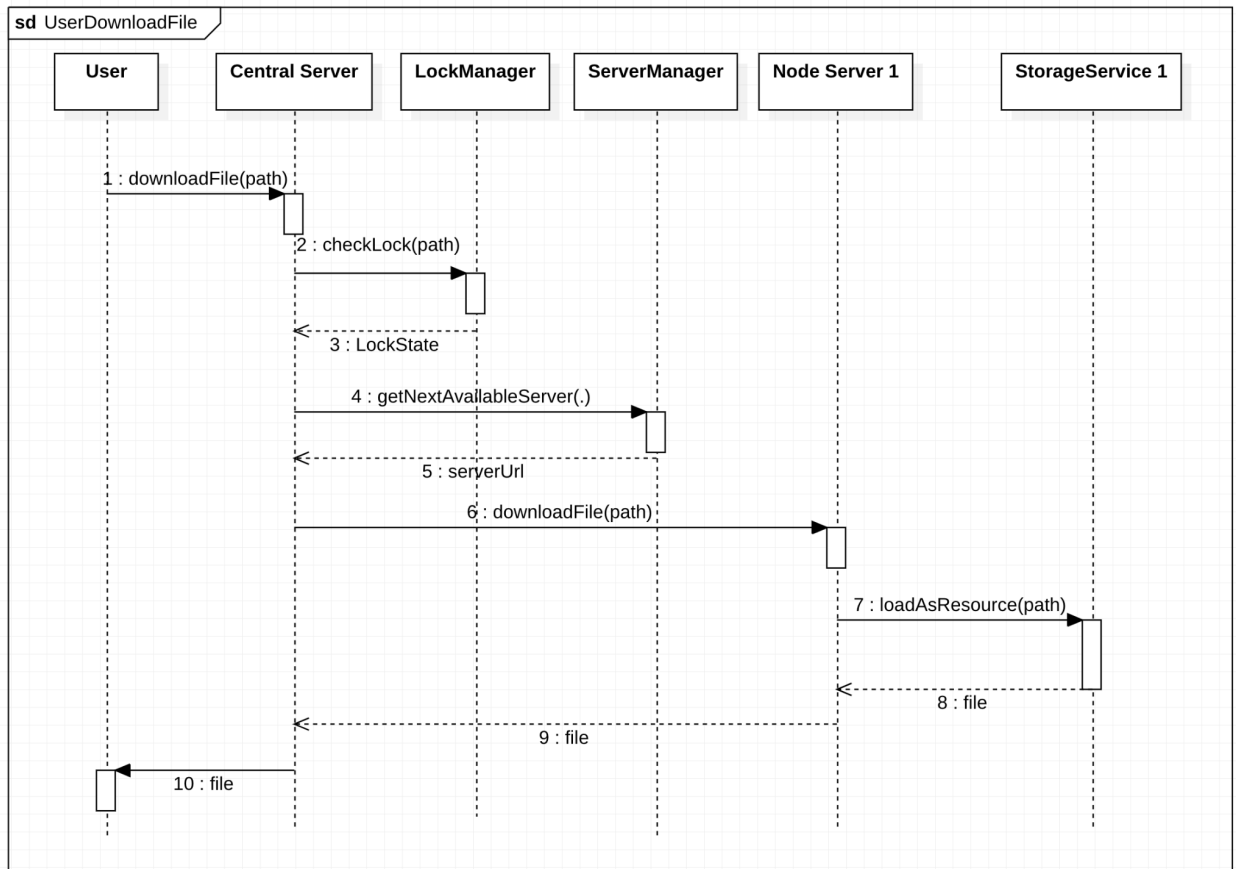 sd UserDownloadFile
User
Central Server
LockManager
ServerManager
Node Server 1
StorageService 1
1 : downloadFile(path)
2 : checkLock(path)
3 : LockState
4 : getNextAvailableServer(.)
5 : serverUrl
6 : downloadFile(path)
7 : loadAsResource(path)
8 : file
9 : file
10 : file